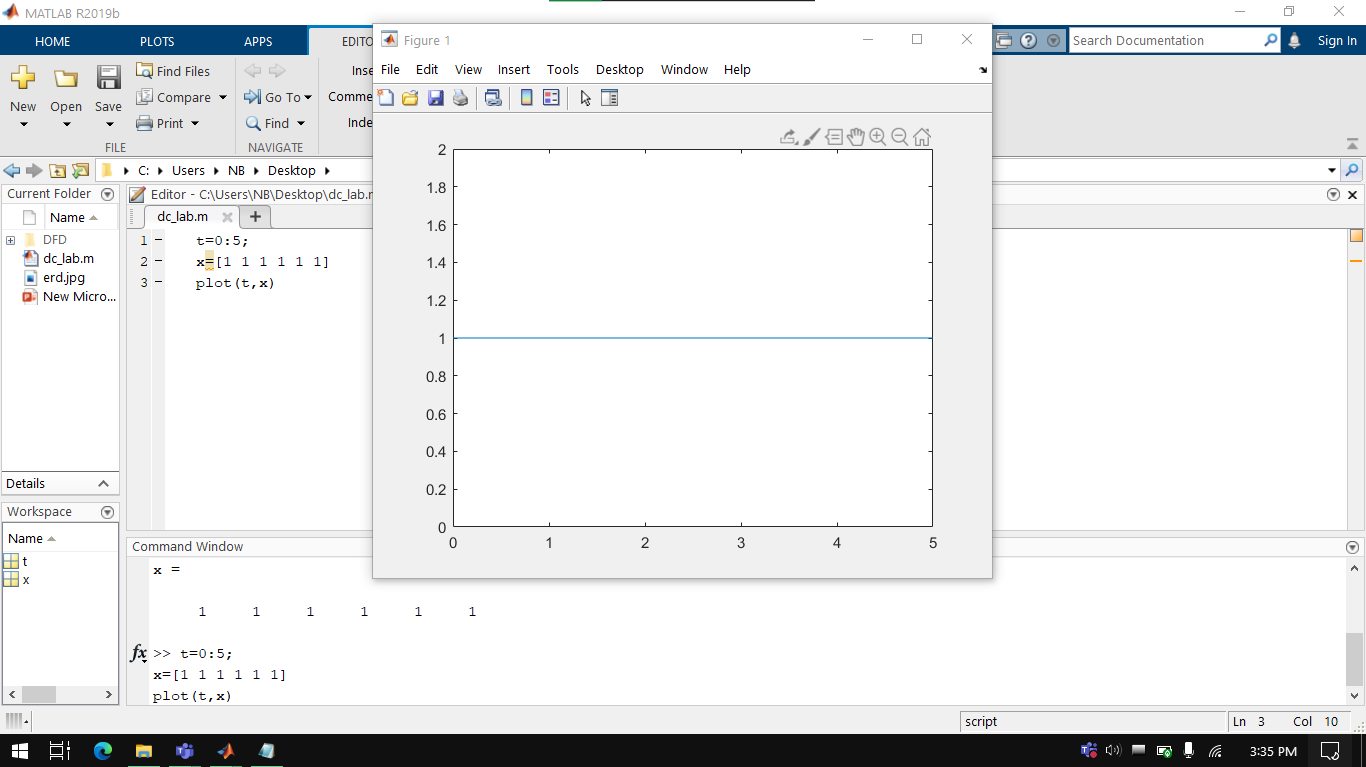 MATLAB R2019b
HOME PLOTS APPS EDITO
Search Documentation Sign In
New Open Save
Find Files
Compare
Print
FILE
Go To
Find
NAVIGATE
Inse
Comme
Inde
C: Users NB Desktop
Current Folder
Name
DFD
dc_lab.m
erd.jpg
New Micro...
Details
Workspace
Name
t
x
Editor - C:\Users\NB\Desktop\dc_lab.m
dc_lab.m
1 t=0:5;
2 x=[1 1 1 1 1 1]
3 plot(t,x)
Figure 1
File Edit View Insert Tools Desktop Window Help
2
1.8
1.6
1.4
1.2
1
0.8
0.6
0.4
0.2
0
0 1 2 3 4 5
Command Window
x =
1 1 1 1 1 1
fx >> t=0:5;
x=[1 1 1 1 1 1]
plot(t,x)
script
Ln 3 Col 10
3:35 PM